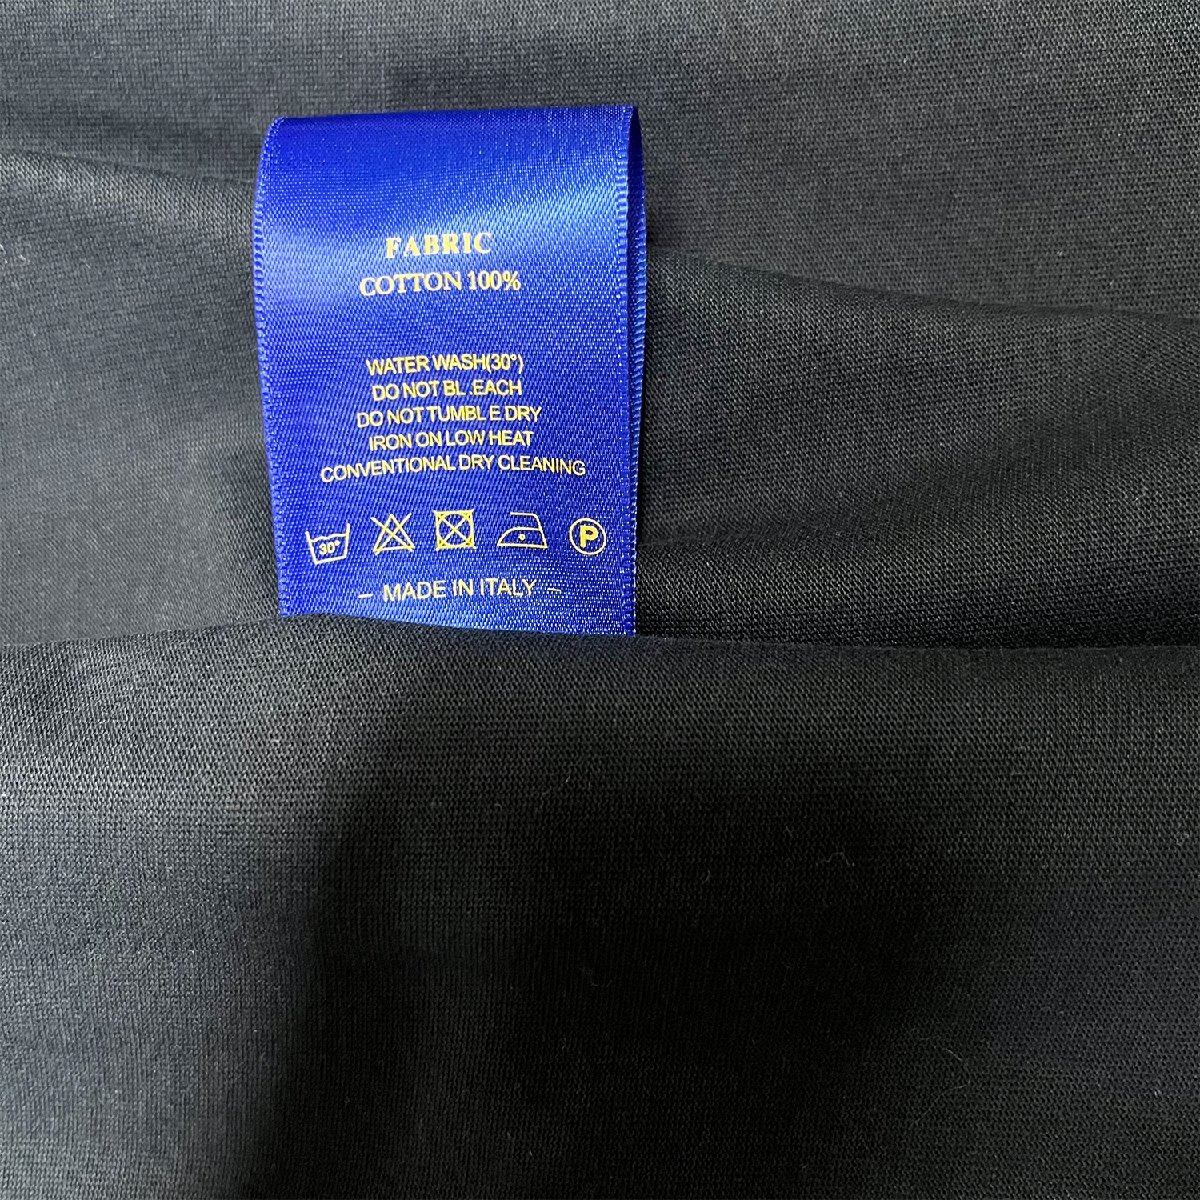 FABRIC
COTTON 100%
WATER WASH(30°)
DO NOT BL .EACH
DO NOT TUMBL E DRY
IRON ON LOW HEAT
CONVENTIONAL DRY CLEANING
30° P
– MADE IN ITALY –